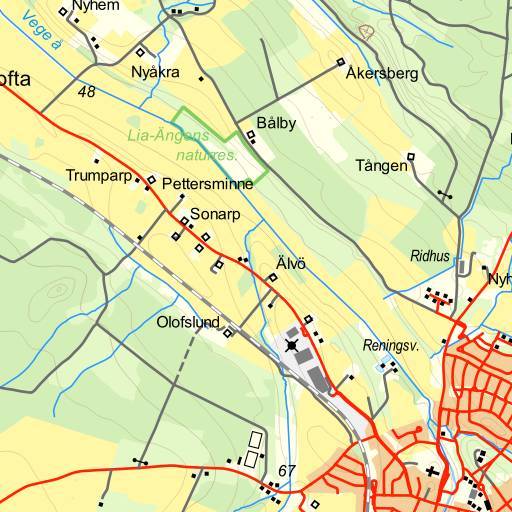 Nyhem
Vege å
Nyåkra
Åkersberg
ofta
48
Bålby
Lia-Ängens
naturres.
Tången
Trumparp
Pettersminne
Sonarp
Ridhus
Älvö
Nyh
Olofslund
Reningsv.
67